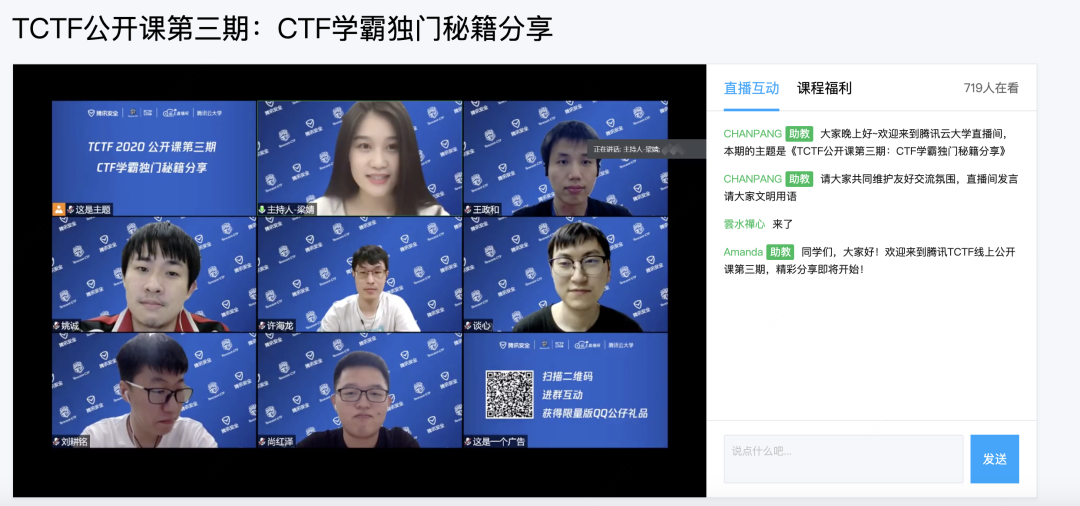 TCTF公开课第三期：CTF学霸独门秘籍分享
腾讯安全
腾讯云大学
TCTF 2020 公开课第三期
CTF学霸独门秘籍分享
这是主题
主持人-梁婧
正在讲话: 主持人-梁婧;
王政和
姚诚
许海龙
谈心
刘耕铭
尚红泽
腾讯安全
腾讯云大学
扫描二维码
进群互动
获得限量版QQ公仔礼品
这是一个广告
直播互动
课程福利
719人在看
CHANPANG 助教 大家晚上好~欢迎来到腾讯云大学直播间，
本期的主题是《TCTF公开课第三期：CTF学霸独门秘籍分享》
CHANPANG 助教 请大家共同维护友好交流氛围，直播间发言
请大家文明用语
雲水禪心 来了
Amanda 助教 同学们，大家好！欢迎来到腾讯TCTF线上公开
课第三期，精彩分享即将开始！
说点什么吧...
发送